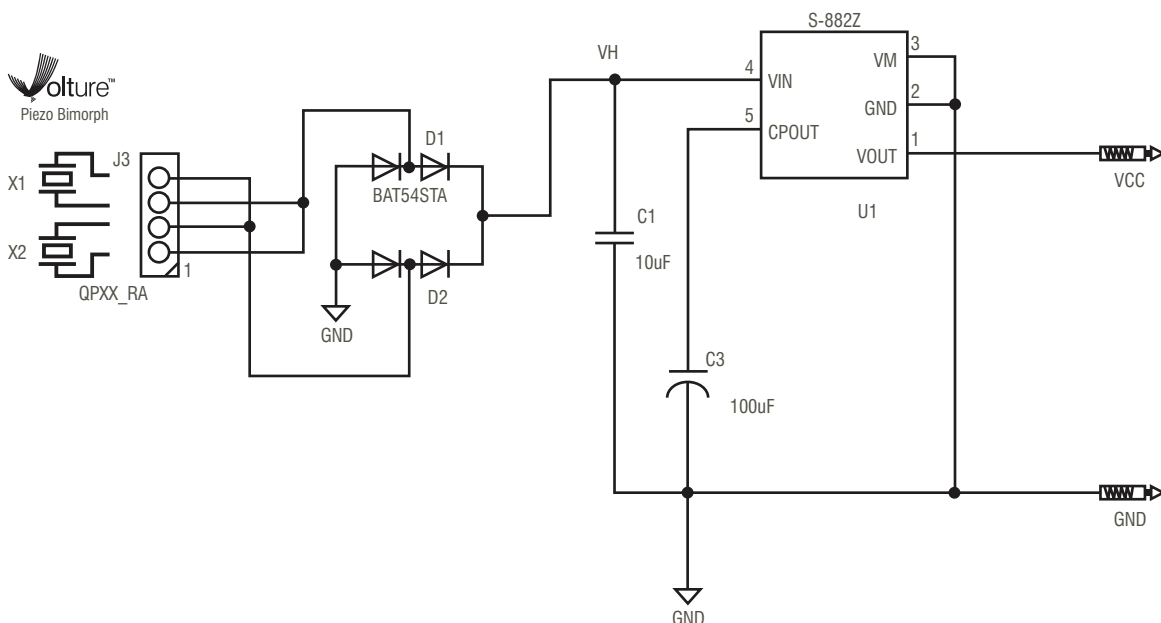 S-882Z
Volture™
Piezo Bimorph
VH
4
VIN
VM
3
GND
2
5
CPOUT
VOUT
1
VCC
U1
J3
X1
X2
1
QPXX_RA
D1
BAT54STA
D2
GND
C1
10uF
C3
100uF
GND
GND